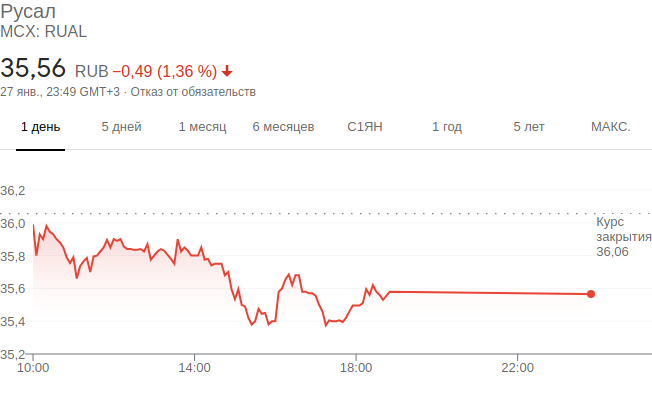 Русал
MCX: RUAL
35,56 RUB −0,49 (1,36 %)
27 янв., 23:49 GMT+3 · Отказ от обязательств
1 день 5 дней 1 месяц 6 месяцев С1ЯН 1 год 5 лет МАКС.
36,2
36,0
Курс
закрытия
36,06
35,8
35,6
35,4
35,2
10:00 14:00 18:00 22:00